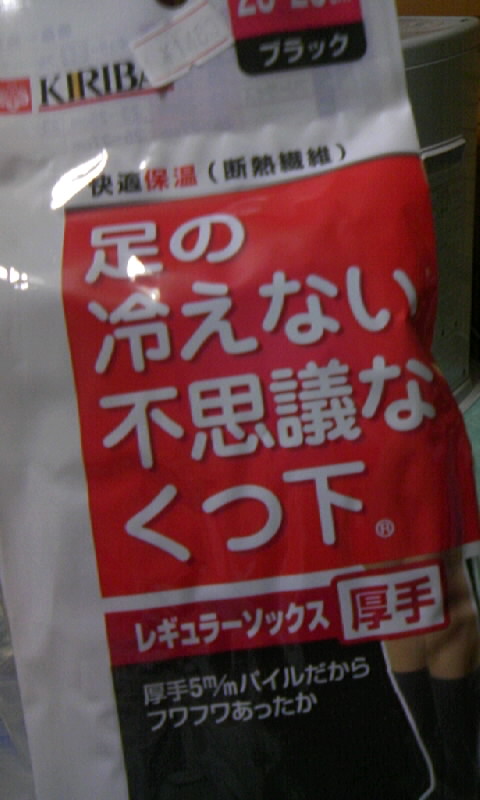 ブラック
快適保温(断熱繊維)
足の
冷えない
不思議な
くつ下®
レギュラーソックス 厚手
厚手5m/mパイルだから
フワフワあったか